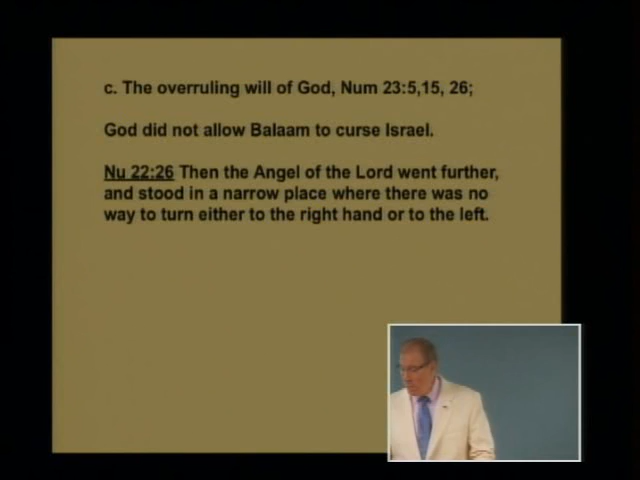 c. The overruling will of God, Num 23:5,15, 26;
God did not allow Balaam to curse Israel.
Nu 22:26 Then the Angel of the Lord went further,
and stood in a narrow place where there was no
way to turn either to the right hand or to the left.